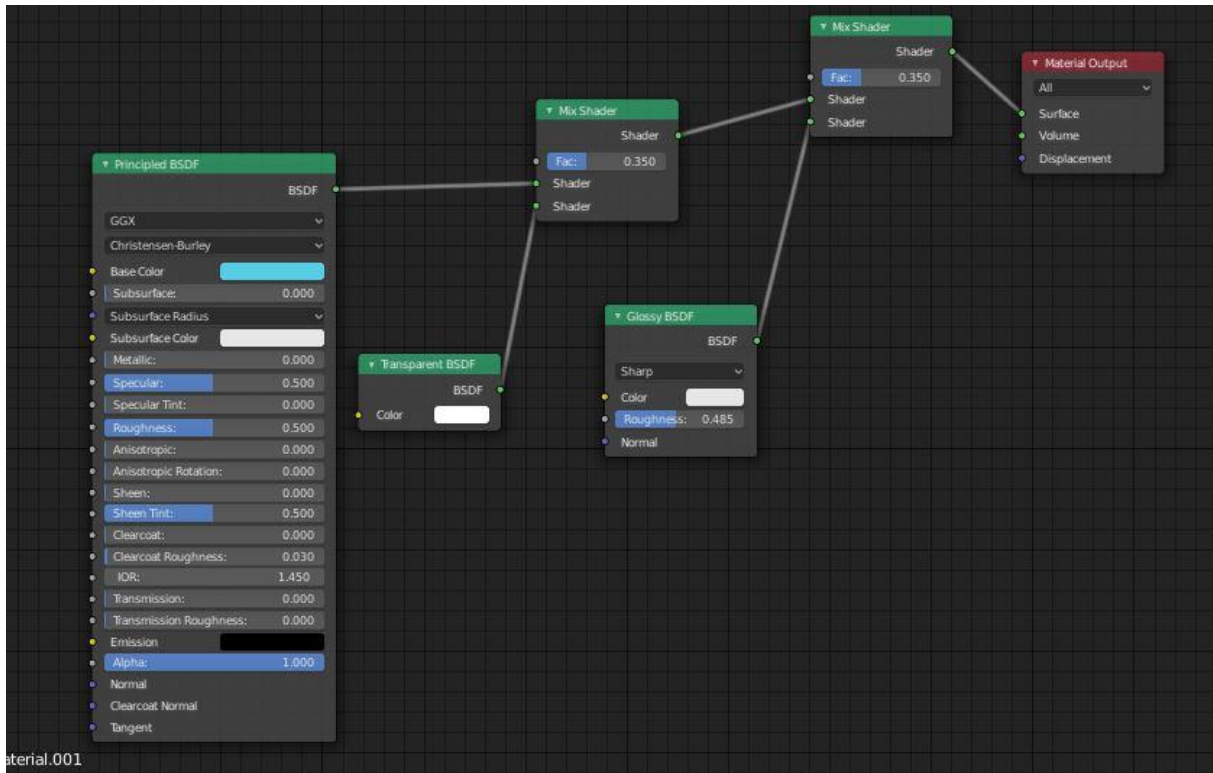 Mix Shader
Shader
Fac: 0.350
Shader
Shader
Material Output
All
Surface
Volume
Displacement
Mix Shader
Shader
Fac: 0.350
Shader
Shader
Principled BSDF
BSDF
GGX
Christensen-Burley
Base Color
Subsurface: 0.000
Subsurface Radius
Subsurface Color
Metallic: 0.000
Specular: 0.500
Specular Tint: 0.000
Roughness: 0.500
Anisotropic: 0.000
Anisotropic Rotation: 0.000
Sheen: 0.000
Sheen Tint: 0.500
Clearcoat: 0.000
Clearcoat Roughness: 0.030
IOR: 1.450
Transmission: 0.000
Transmission Roughness: 0.000
Emission
Alpha: 1.000
Normal
Clearcoat Normal
Tangent
Transparent BSDF
BSDF
Color
Glossy BSDF
BSDF
Sharp
Color
Roughness: 0.485
Normal
aterial.001